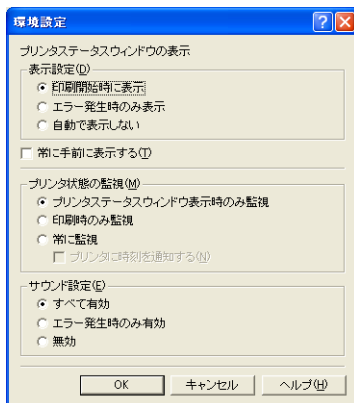 環境設定
プリンタステータスウィンドウの表示
表示設定(D)
印刷開始時に表示
エラー発生時のみ表示
自動で表示しない
常に手前に表示する(T)
プリンタ状態の監視(M)
プリンタステータスウィンドウ表示時のみ監視
印刷時のみ監視
常に監視
プリンタに時刻を通知する(N)
サウンド設定(E)
すべて有効
エラー発生時のみ有効
無効
OK キャンセル ヘルプ(H)